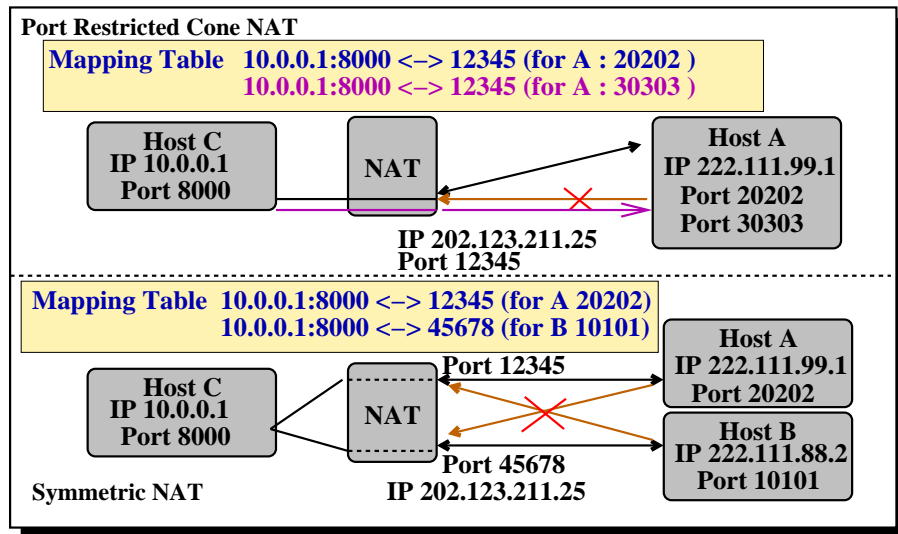 Port Restricted Cone NAT
Mapping Table 10.0.0.1:8000 <−> 12345 (for A : 20202 )
10.0.0.1:8000 <−> 12345 (for A : 30303 )
Host C
IP 10.0.0.1
Port 8000
NAT
Host A
IP 222.111.99.1
Port 20202
Port 30303
IP 202.123.211.25
Port 12345
Mapping Table 10.0.0.1:8000 <−> 12345 (for A 20202)
10.0.0.1:8000 <−> 45678 (for B 10101)
Host C
IP 10.0.0.1
Port 8000
NAT
Port 12345
Host A
IP 222.111.99.1
Port 20202
Host B
IP 222.111.88.2
Port 10101
Port 45678
IP 202.123.211.25
Symmetric NAT